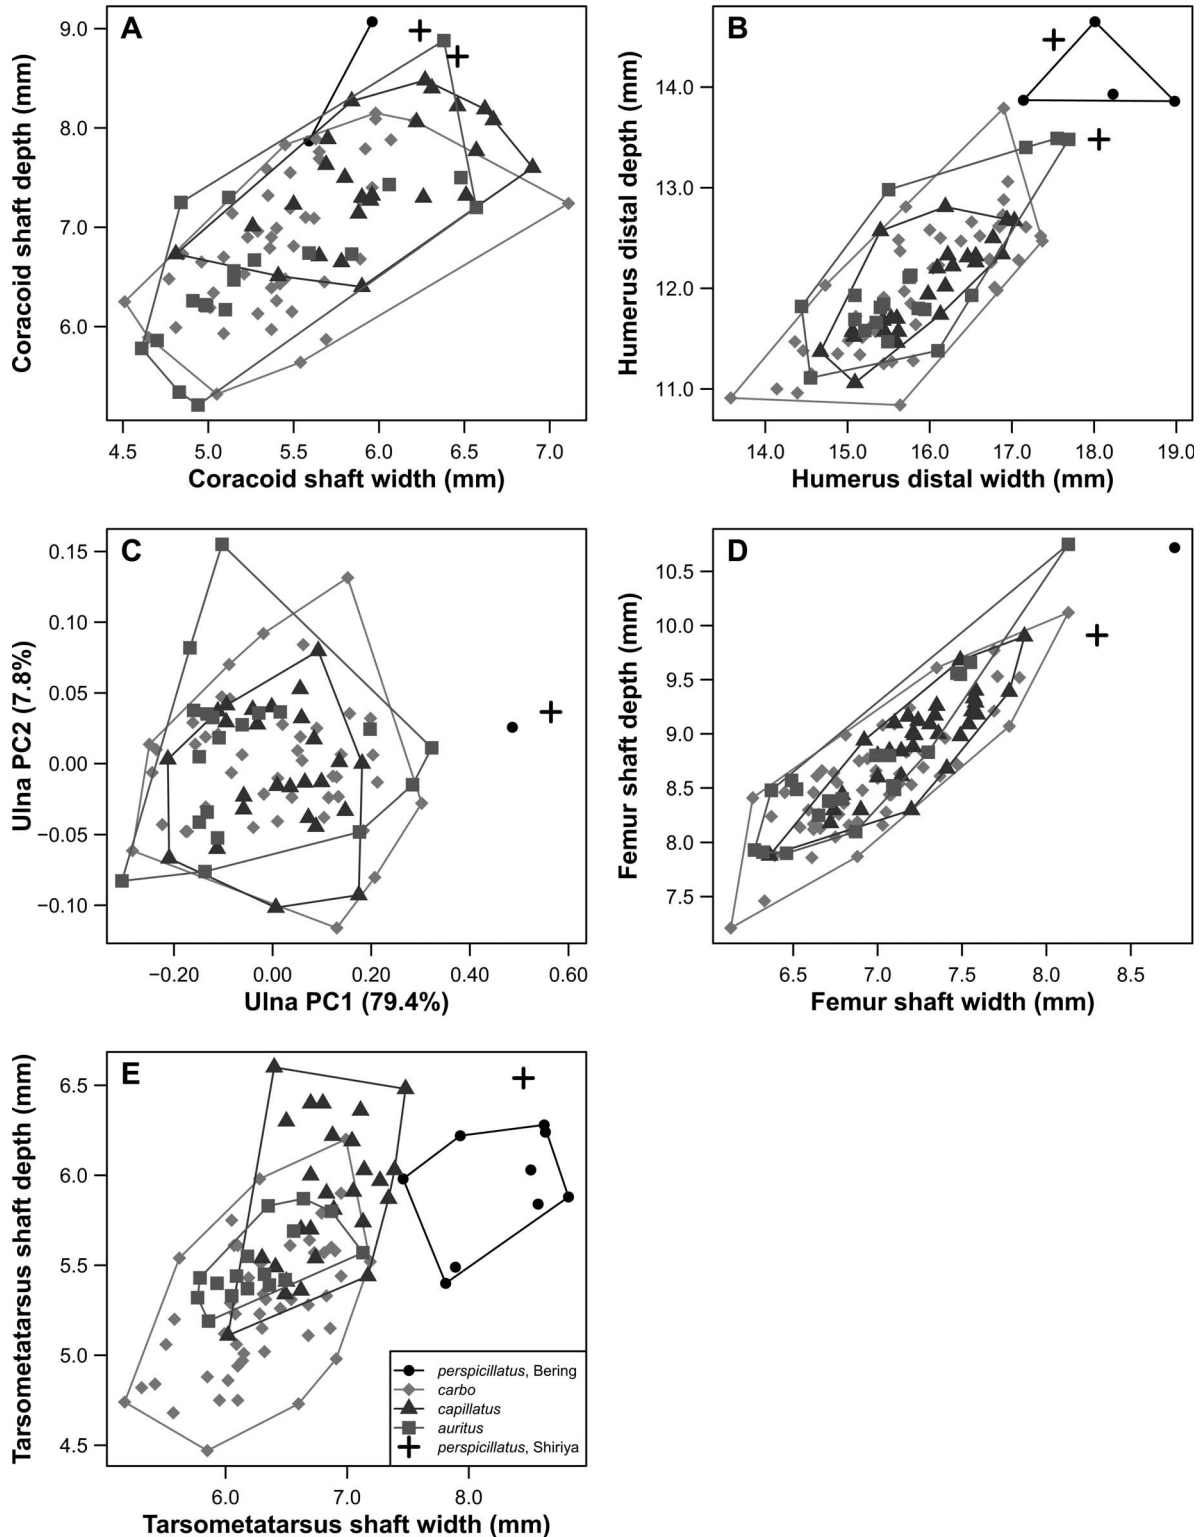 A
9.0
8.0
7.0
6.0
Coracoid shaft depth (mm)
4.5 5.0 5.5 6.0 6.5 7.0
Coracoid shaft width (mm)
B
14.0
13.0
12.0
11.0
Humerus distal depth (mm)
14.0 15.0 16.0 17.0 18.0 19.0
Humerus distal width (mm)
C
0.15
0.10
0.05
0.00
−0.05
−0.10
Ulna PC2 (7.8%)
−0.20 0.00 0.20 0.40 0.60
Ulna PC1 (79.4%)
D
10.5
10.0
9.5
9.0
8.5
8.0
7.5
Femur shaft depth (mm)
6.5 7.0 7.5 8.0 8.5
Femur shaft width (mm)
E
6.5
6.0
5.5
5.0
4.5
Tarsometatarsus shaft depth (mm)
perspicillatus, Bering
carbo
capillatus
auritus
perspicillatus, Shiriya
6.0 7.0 8.0
Tarsometatarsus shaft width (mm)